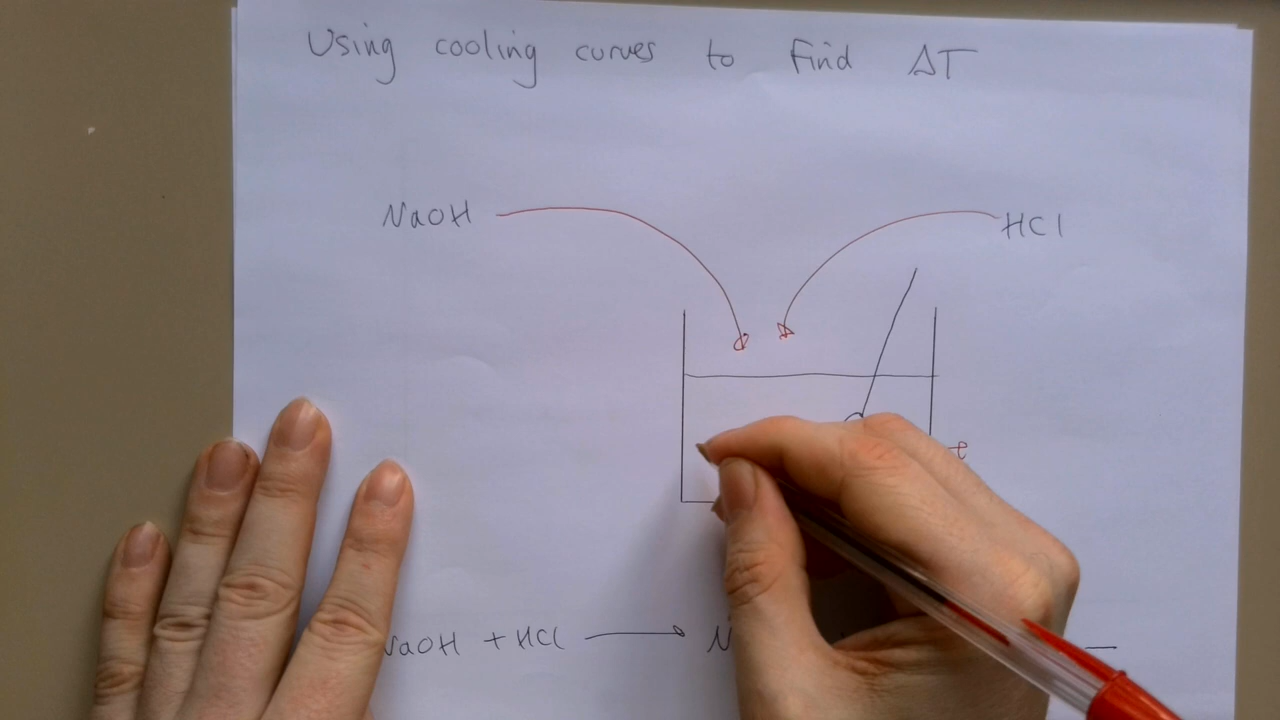 Using cooling curves to find ΔT
NaOH
HCl
NaOH + HCl → N